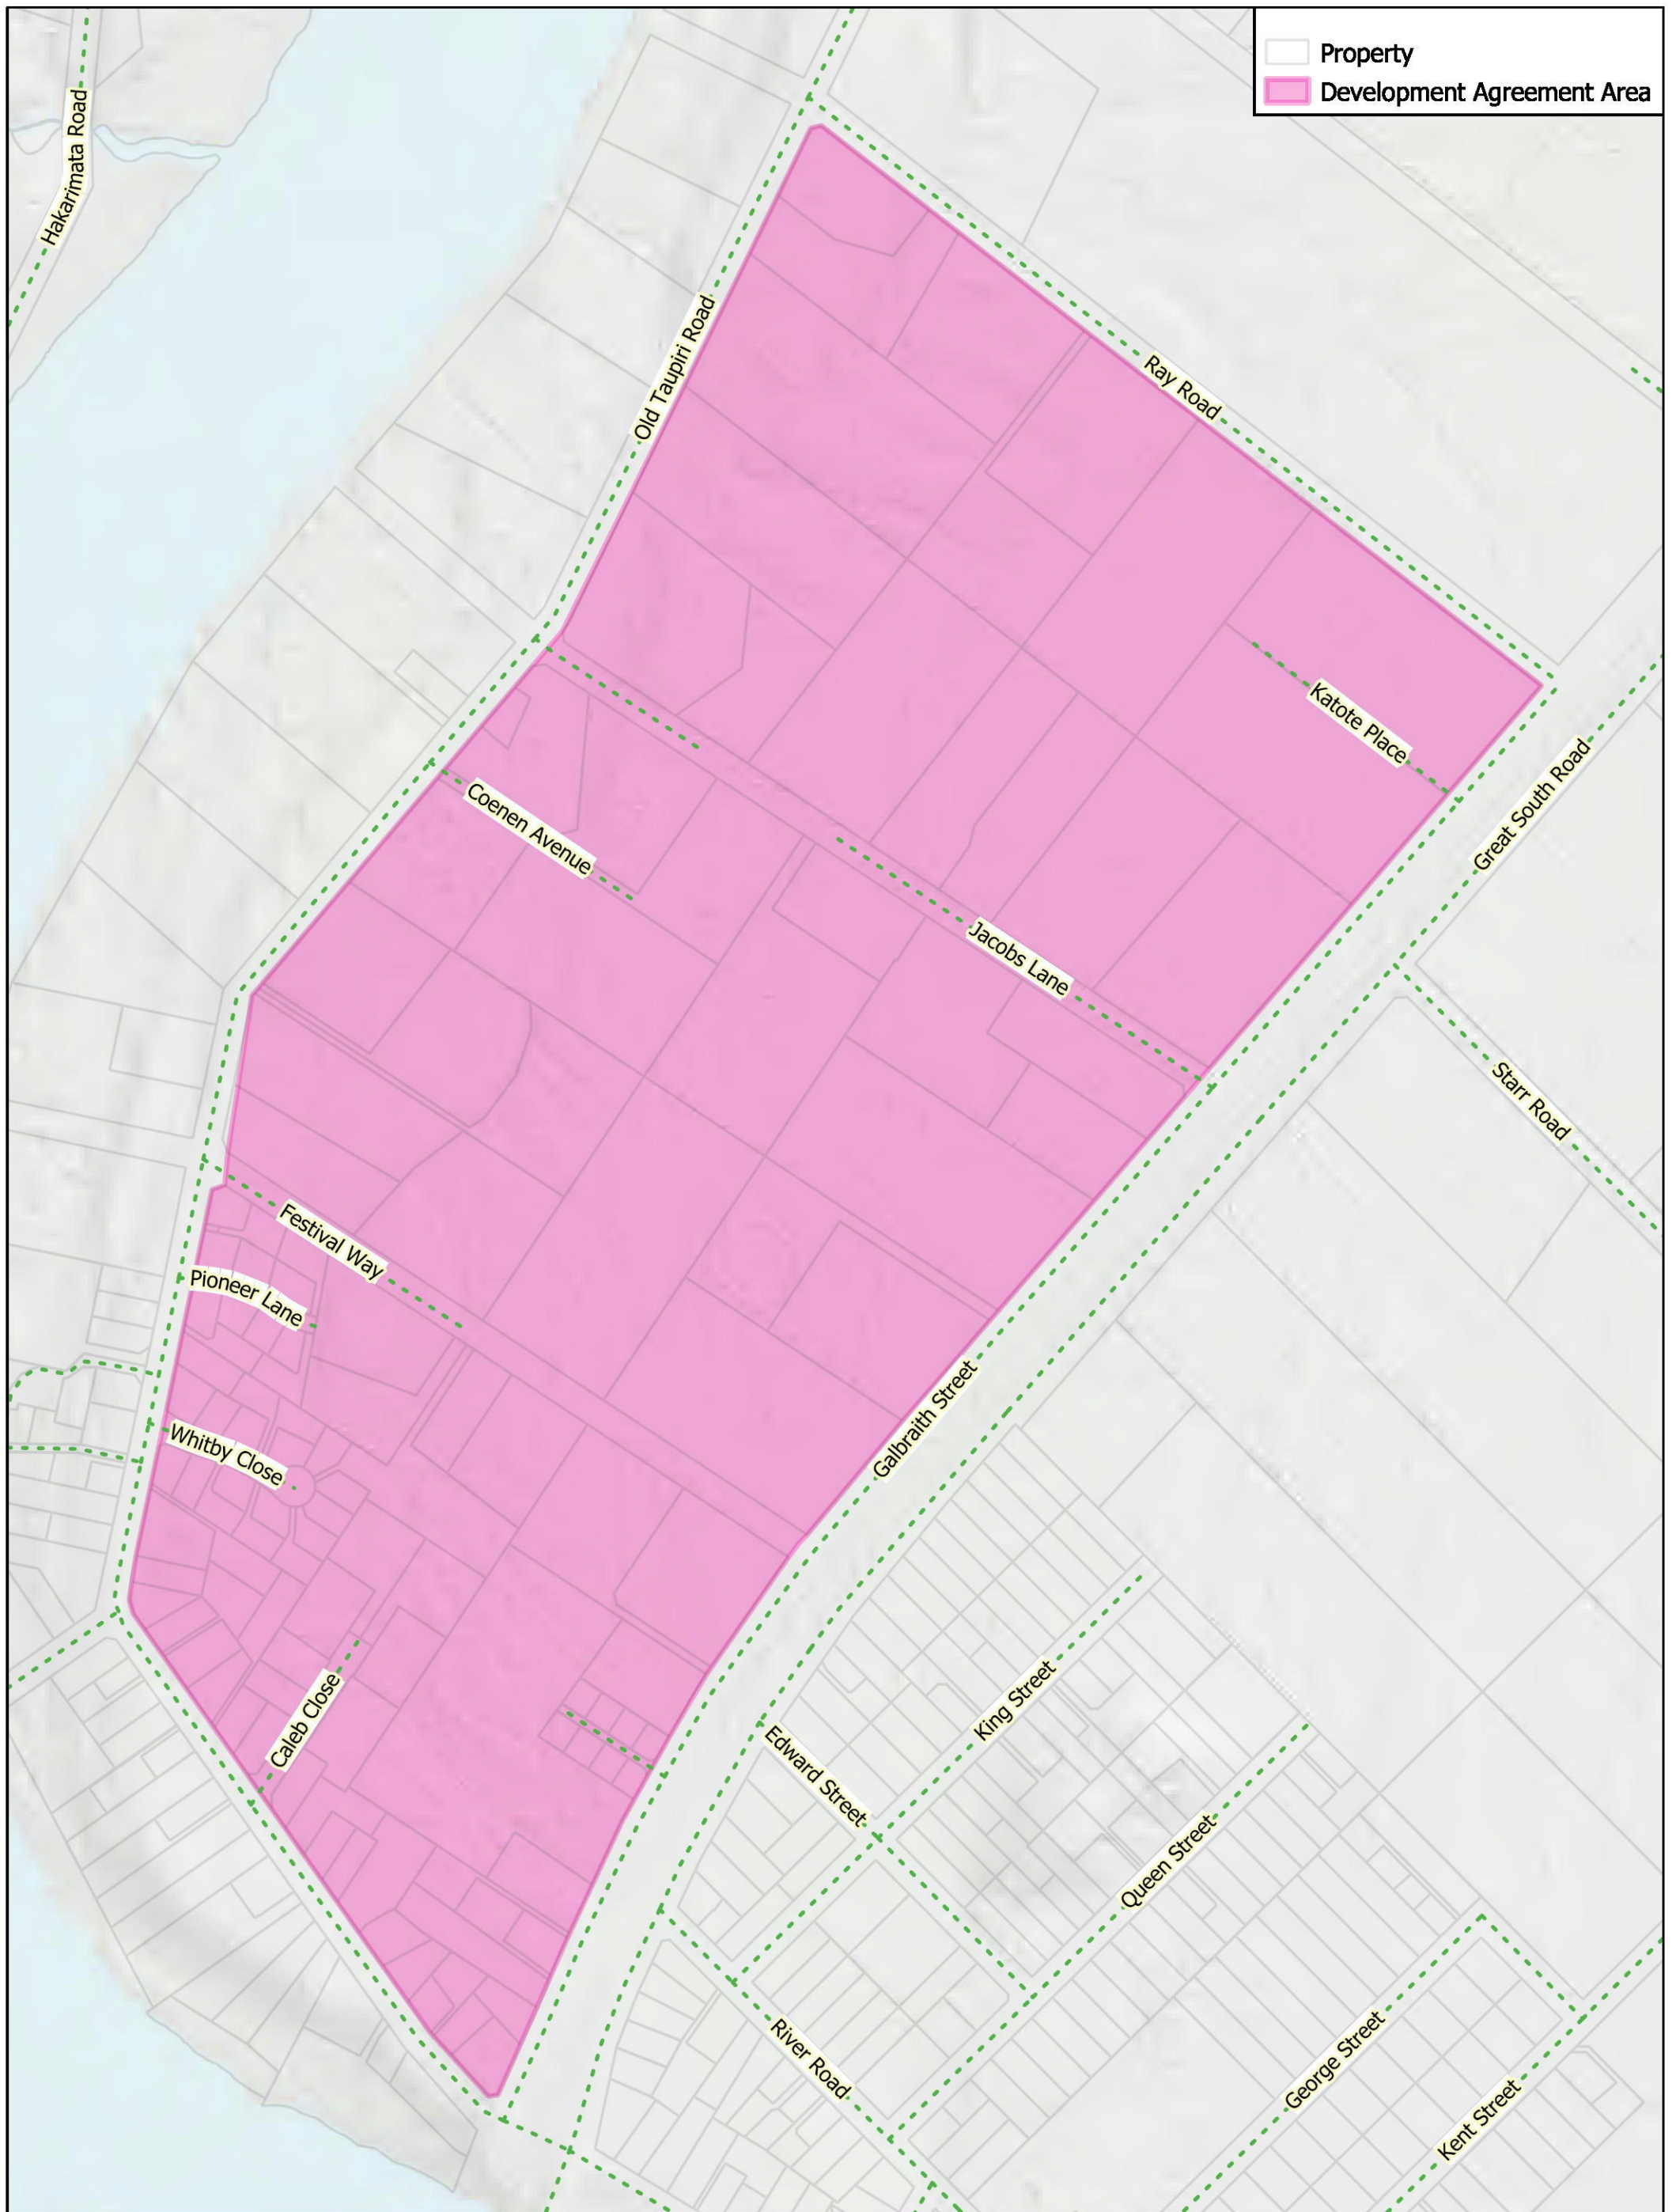 Property
Development Agreement Area
Hakarimata Road
Old Taupiri Road
Ray Road
Katote Place
Great South Road
Coenen Avenue
Jacobs Lane
Starr Road
Festival Way
Pioneer Lane
Galbraith Street
Whitby Close
King Street
Caleb Close
Edward Street
Queen Street
River Road
George Street
Kent Street